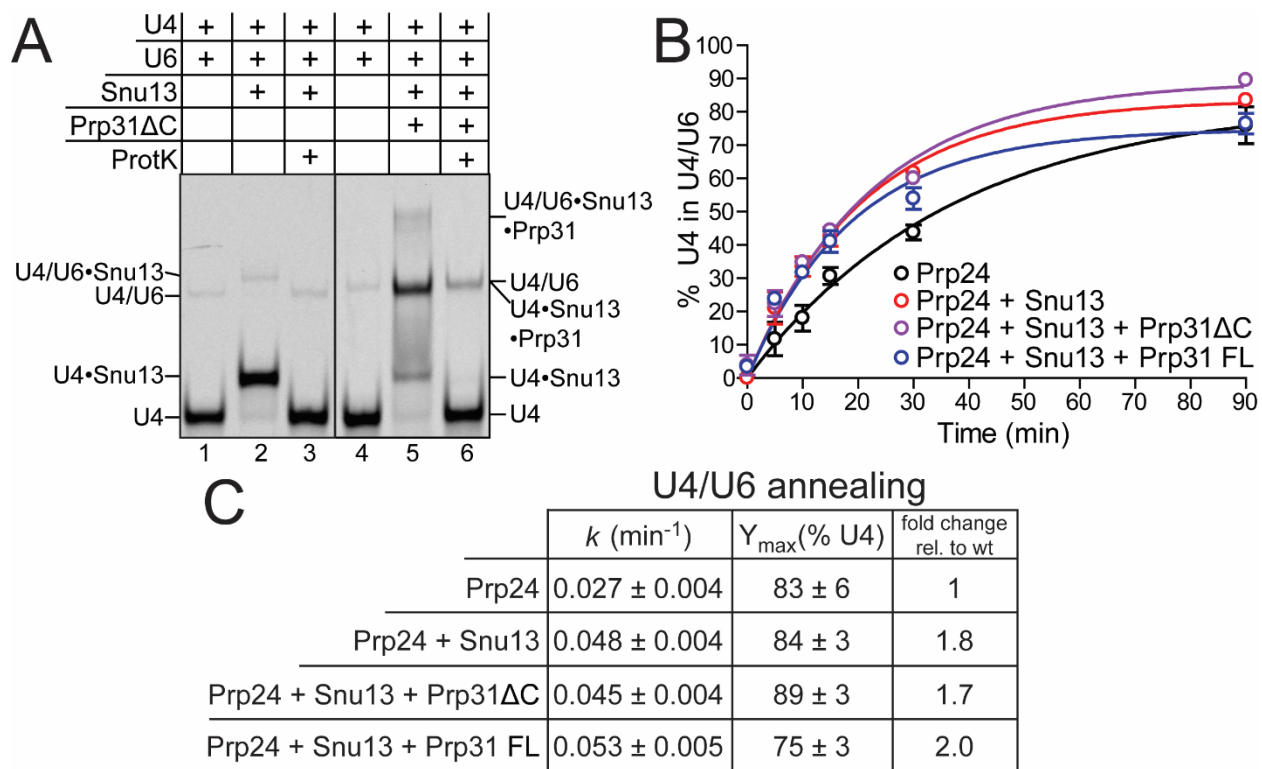 A
U4 + + + + + +
U6 + + + + + +
Snu13 + + + +
Prp31ΔC + +
ProtK + +
U4/U6•Snu13
U4/U6
U4•Snu13
U4
U4/U6•Snu13
•Prp31
U4/U6
U4•Snu13
•Prp31
U4•Snu13
U4
1 2 3 4 5 6
B
% U4 in U4/U6
100
90
80
70
60
50
40
30
20
10
0
Prp24
Prp24 + Snu13
Prp24 + Snu13 + Prp31ΔC
Prp24 + Snu13 + Prp31 FL
0 10 20 30 40 50 60 70 80 90
Time (min)
C
U4/U6 annealing
k (min⁻¹) Yₘₐₓ(% U4) fold change
rel. to wt
Prp24 0.027 ± 0.004 83 ± 6 1
Prp24 + Snu13 0.048 ± 0.004 84 ± 3 1.8
Prp24 + Snu13 + Prp31ΔC 0.045 ± 0.004 89 ± 3 1.7
Prp24 + Snu13 + Prp31 FL 0.053 ± 0.005 75 ± 3 2.0